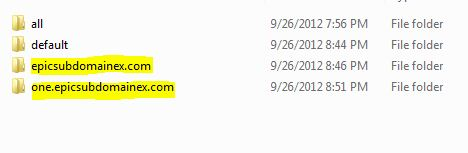 all 9/26/2012 7:56 PM File folder
default 9/26/2012 8:44 PM File folder
epicsubdomainex.com 9/26/2012 8:46 PM File folder
one.epicsubdomainex.com 9/26/2012 8:51 PM File folder